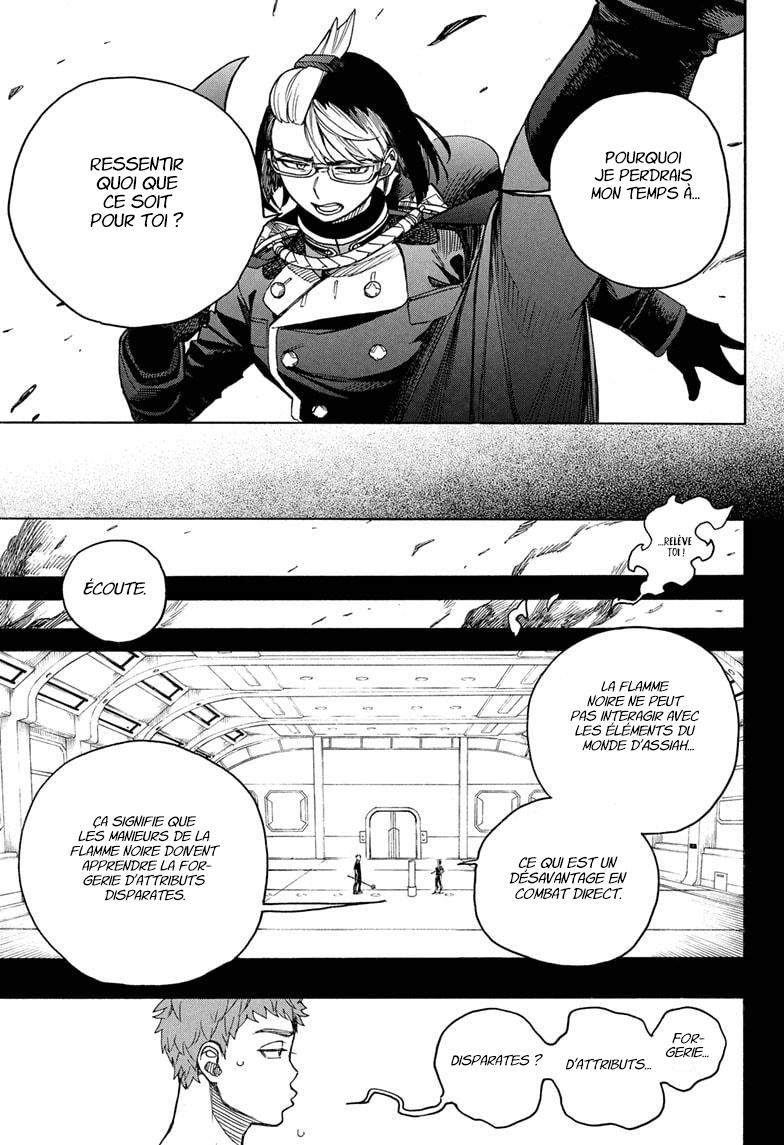 POURQUOI
JE PERDRAIS
MON TEMPS À...
RESSENTIR
QUOI QUE
CE SOIT
POUR TOI ?
...RELÈVE
TOI !
ÉCOUTE.
LA FLAMME
NOIRE NE PEUT
PAS INTERAGIR AVEC
LES ÉLÉMENTS DU
MONDE D'ASSIAH...
CE QUI EST UN
DÉSAVANTAGE EN
COMBAT DIRECT.
CA SIGNIFIE QUE
LES MANIEURS DE LA
FLAMME NOIRE DOIVENT
APPRENDRE LA FOR-
GERIE D'ATTRIBUTS
DISPARATES.
FOR-
GERIE...
D'ATTRIBUTS...
DISPARATES ?